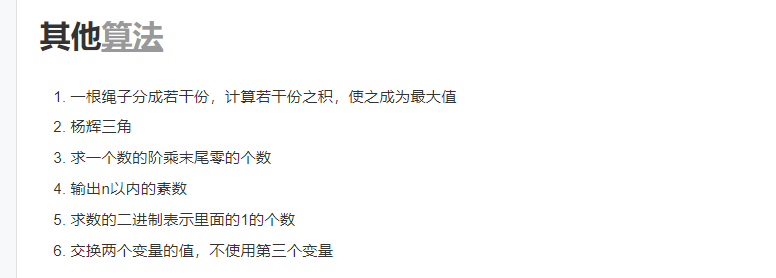 其他算法
1. 一根绳子分成若干份，计算若干份之积，使之成为最大值
2. 杨辉三角
3. 求一个数的阶乘末尾零的个数
4. 输出n以内的素数
5. 求数的二进制表示里面的1的个数
6. 交换两个变量的值，不使用第三个变量